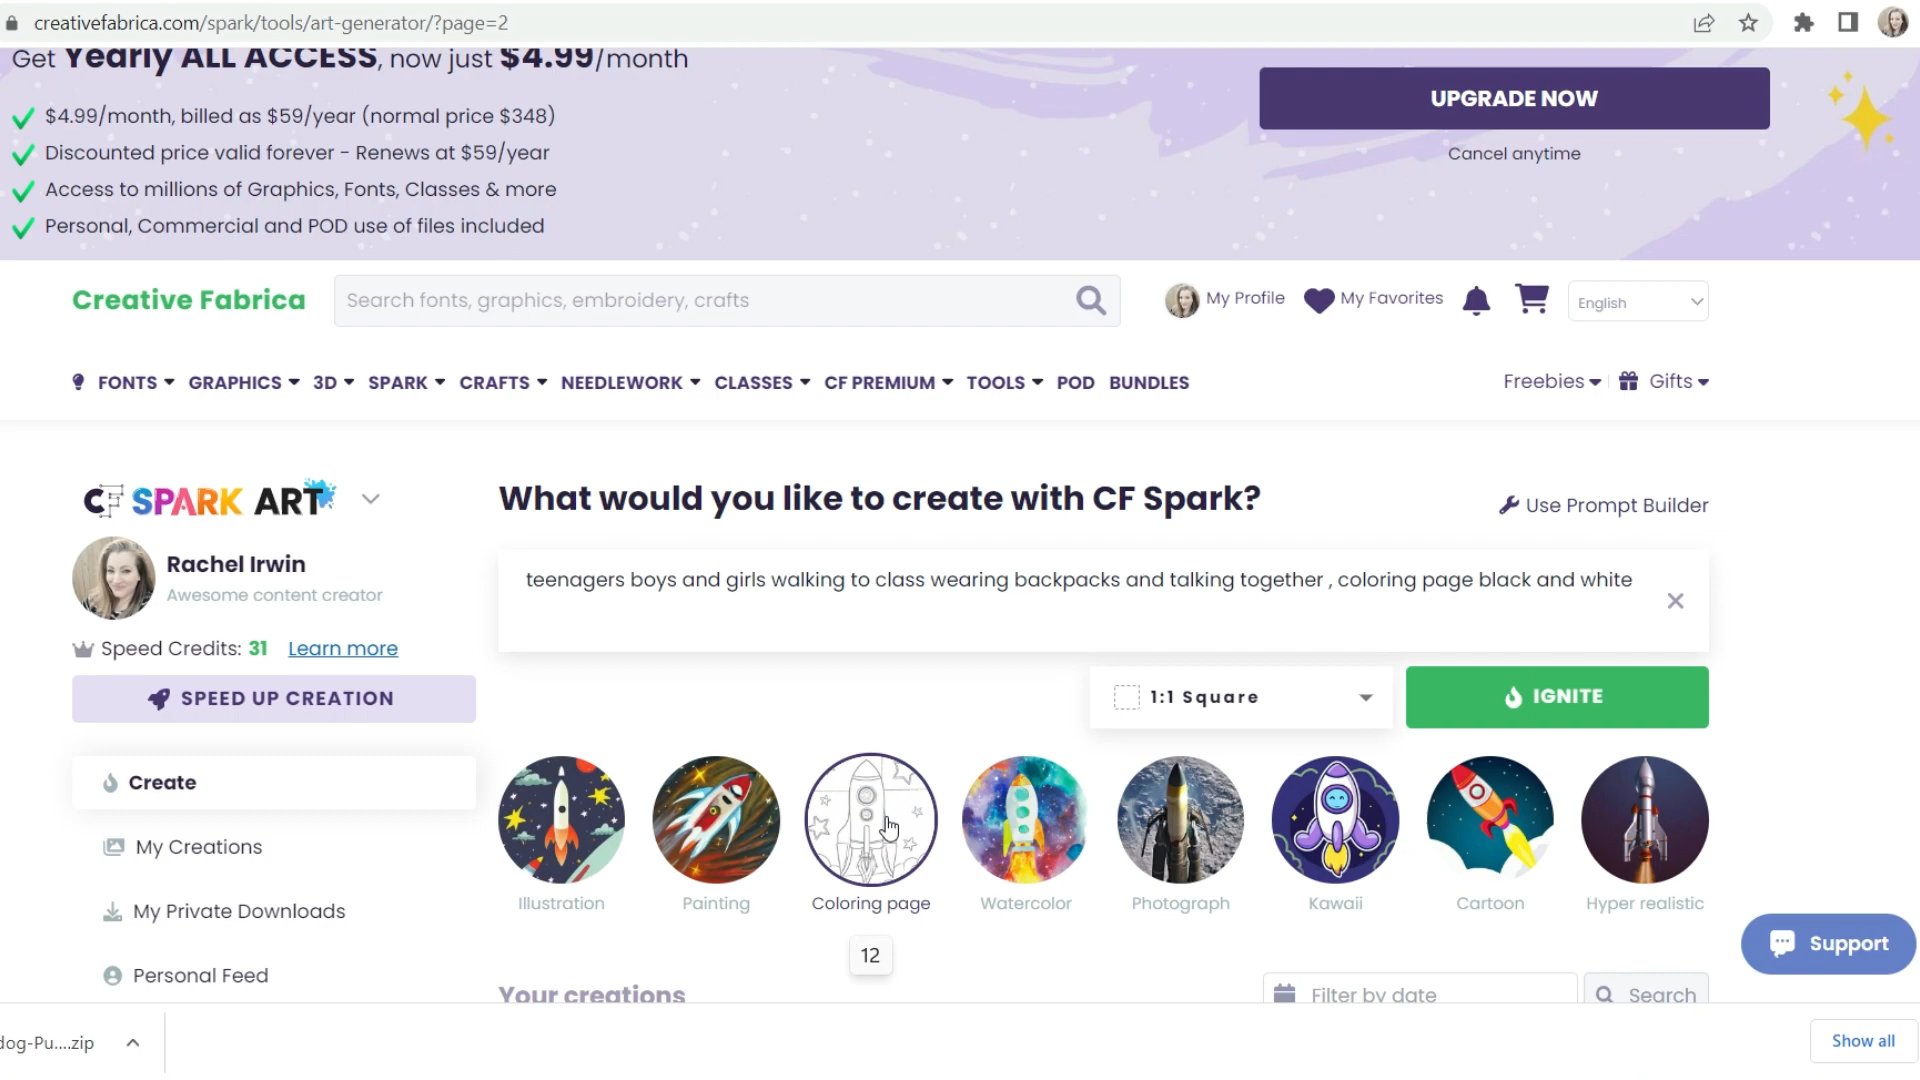 creativefabrica.com/spark/tools/art-generator/?page=2
Get Yearly ALL ACCESS, now just $4.99/month
$4.99/month, billed as $59/year (normal price $348)
Discounted price valid forever - Renews at $59/year
Access to millions of Graphics, Fonts, Classes & more
Personal, Commercial and POD use of files included
UPGRADE NOW
Cancel anytime
Creative Fabrica
Search fonts, graphics, embroidery, crafts
My Profile
My Favorites
English
FONTS GRAPHICS 3D SPARK CRAFTS NEEDLEWORK CLASSES CF PREMIUM TOOLS POD BUNDLES
Freebies Gifts
CF SPARK ART
Rachel Irwin
Awesome content creator
Speed Credits: 31 Learn more
SPEED UP CREATION
Create
My Creations
My Private Downloads
Personal Feed
What would you like to create with CF Spark?
Use Prompt Builder
teenagers boys and girls walking to class wearing backpacks and talking together , coloring page black and white
1:1 Square
IGNITE
Illustration Painting Coloring page Watercolor Photograph Kawaii Cartoon Hyper realistic
12
Your creations
Filter by date
Search
Support
dog-Pu....zip
Show all